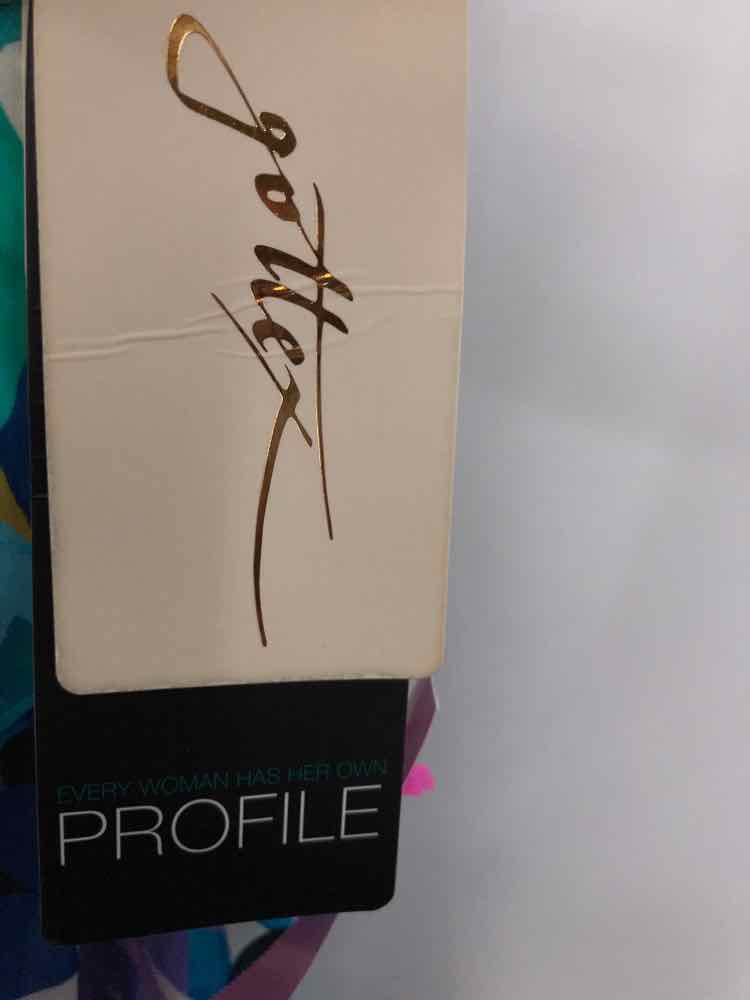 gottex
EVERY WOMAN HAS HER OWN
PROFILE